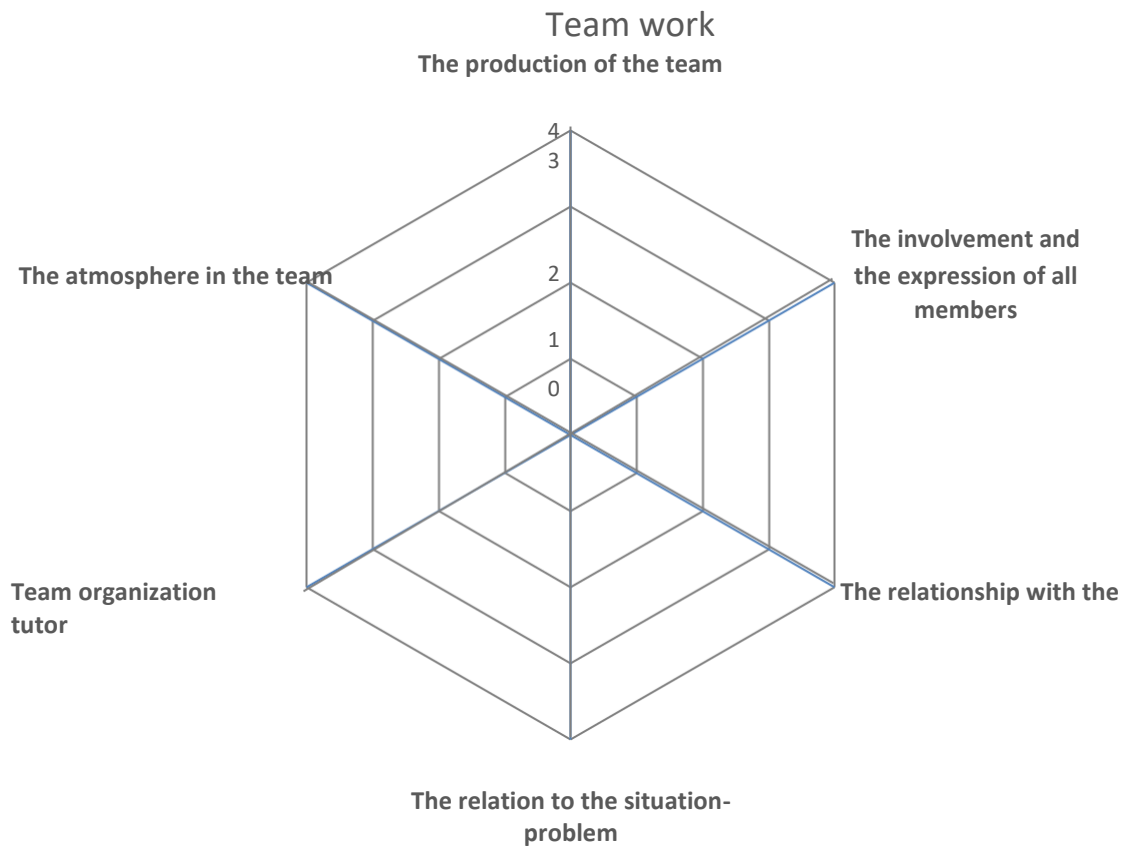 Team work
The production of the team
4
3
The involvement and
The atmosphere in the team
2
the expression of all
members
1
0
Team organization
The relationship with the
tutor
The relation to the situation-
problem